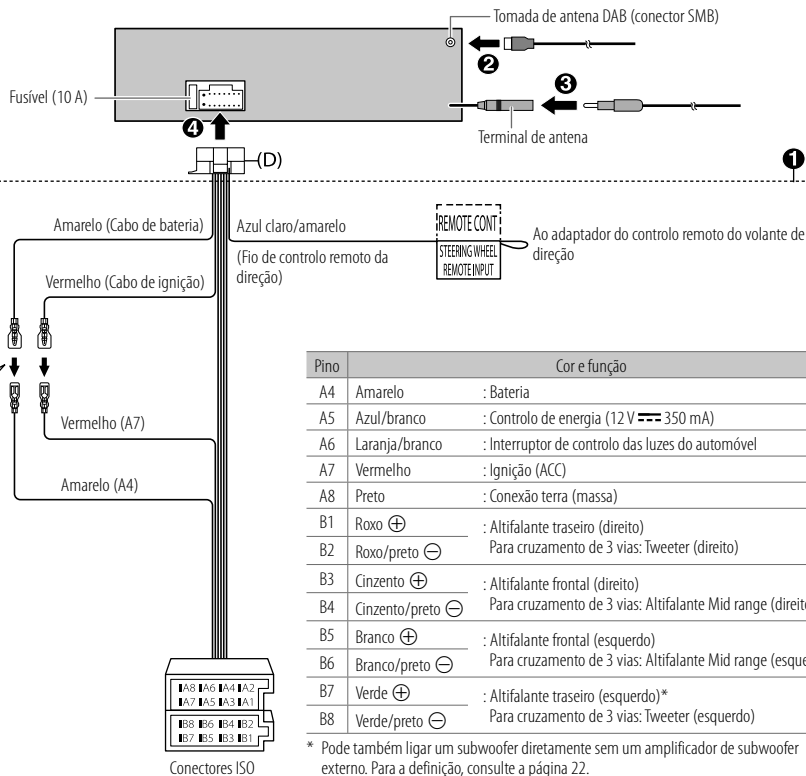 Tomada de antena DAB (conector SMB)
❷
Fusível (10 A)
❸
❹
Terminal de antena
(D)
❶
Amarelo (Cabo de bateria)
Azul claro/amarelo
(Fio de controlo remoto da
direção)
REMOTE CONT
STEERING WHEEL
REMOTE INPUT
Ao adaptador do controlo remoto do volante de
direção
Vermelho (Cabo de ignição)
Vermelho (A7)
Amarelo (A4)
Pino Cor e função
A4 Amarelo : Bateria
A5 Azul/branco : Controlo de energia (12 V ⎓ 350 mA)
A6 Laranja/branco : Interruptor de controlo das luzes do automóvel
A7 Vermelho : Ignição (ACC)
A8 Preto : Conexão terra (massa)
B1 Roxo ⊕ : Altifalante traseiro (direito)
B2 Roxo/preto ⊖ Para cruzamento de 3 vias: Tweeter (direito)
B3 Cinzento ⊕ : Altifalante frontal (direito)
B4 Cinzento/preto ⊖ Para cruzamento de 3 vias: Altifalante Mid range
B5 Branco ⊕ : Altifalante frontal (esquerdo)
B6 Branco/preto ⊖ Para cruzamento de 3 vias: Altifalante Mid range
B7 Verde ⊕ : Altifalante traseiro (esquerdo)*
B8 Verde/preto ⊖ Para cruzamento de 3 vias: Tweeter (esquerdo)
* Pode também ligar um subwoofer diretamente sem um amplificador de subwoofer
externo. Para a definição, consulte a página 22.
A8 A6 A4 A2
A7 A5 A3 A1
B8 B6 B4 B2
B7 B5 B3 B1
Conectores ISO